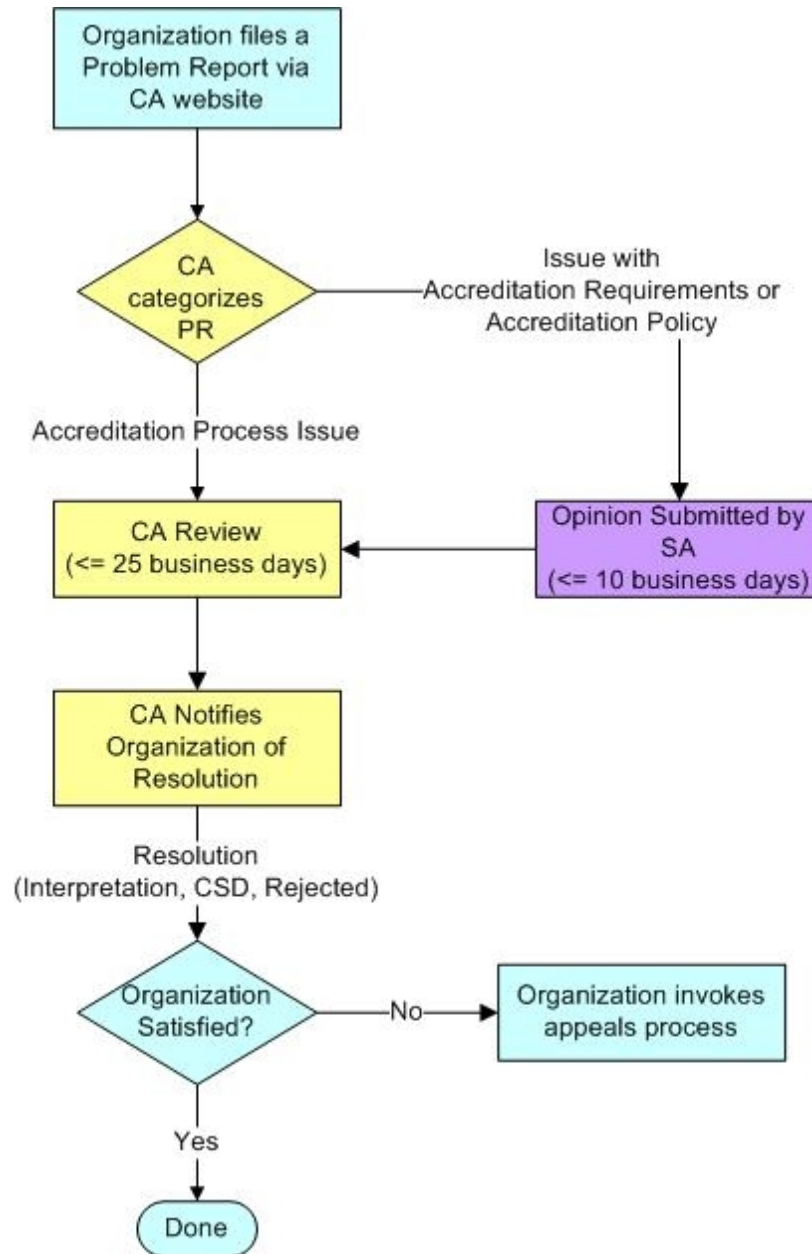 Organization files a
Problem Report via
CA website
CA
categorizes
PR
Issue with
Accreditation Requirements or
Accreditation Policy
Accreditation Process Issue
CA Review
(<= 25 business days)
Opinion Submitted by
SA
(<= 10 business days)
CA Notifies
Organization of
Resolution
Resolution
(Interpretation, CSD, Rejected)
Organization
Satisfied?
No
Organization invokes
appeals process
Yes
Done